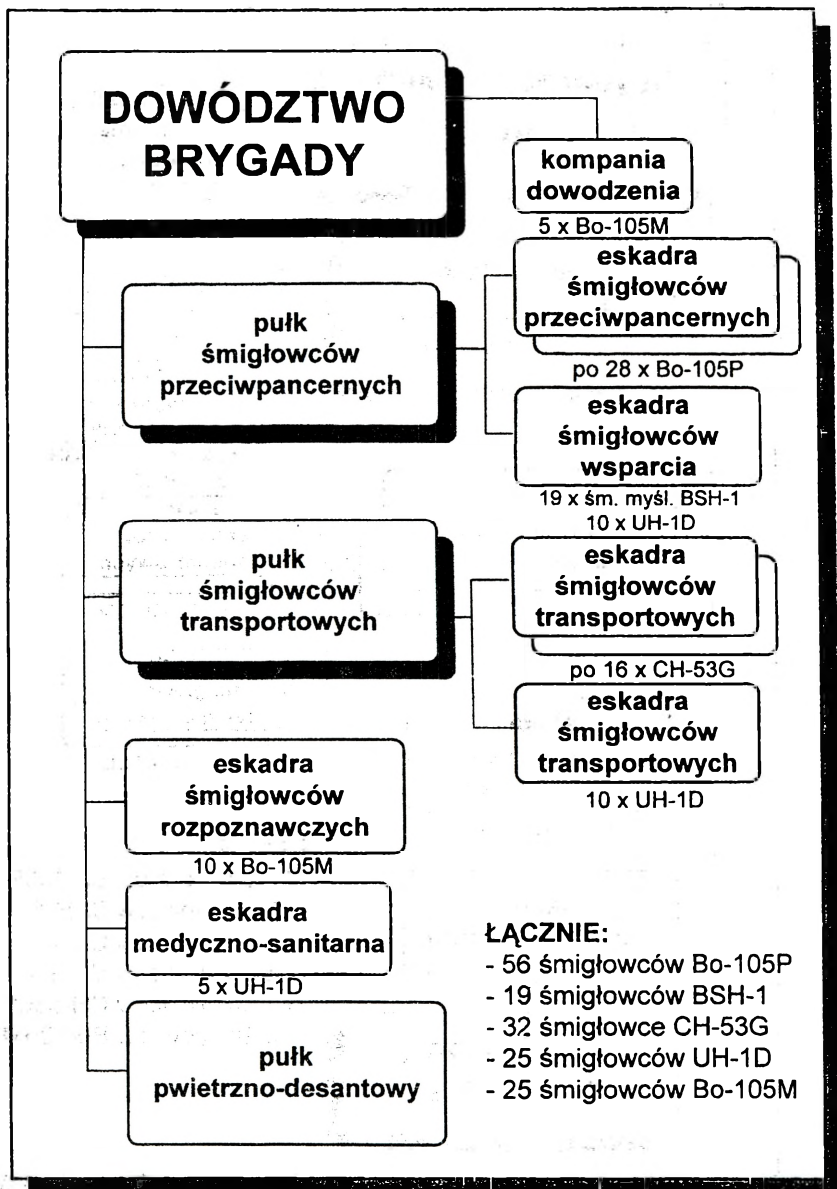 DOWÓDZTWO
BRYGADY
kompania
dowodzenia
5 x Bo-105M
pułk
śmigłowców
przeciwpancernych
eskadra
śmigłowców
przeciwpancernych
po 28 x Bo-105P
eskadra
śmigłowców
wsparcia
19 x śm. myśl. BSH-1
10 x UH-1D
pułk
śmigłowców
transportowych
eskadra
śmigłowców
transportowych
po 16 x CH-53G
eskadra
śmigłowców
transportowych
10 x UH-1D
eskadra
śmigłowców
rozpoznawczych
10 x Bo-105M
eskadra
medyczno-sanitarna
5 x UH-1D
pułk
pwietrzno-desantowy
ŁĄCZNIE:
- 56 śmigłowców Bo-105P
- 19 śmigłowców BSH-1
- 32 śmigłowce CH-53G
- 25 śmigłowców UH-1D
- 25 śmigłowców Bo-105M